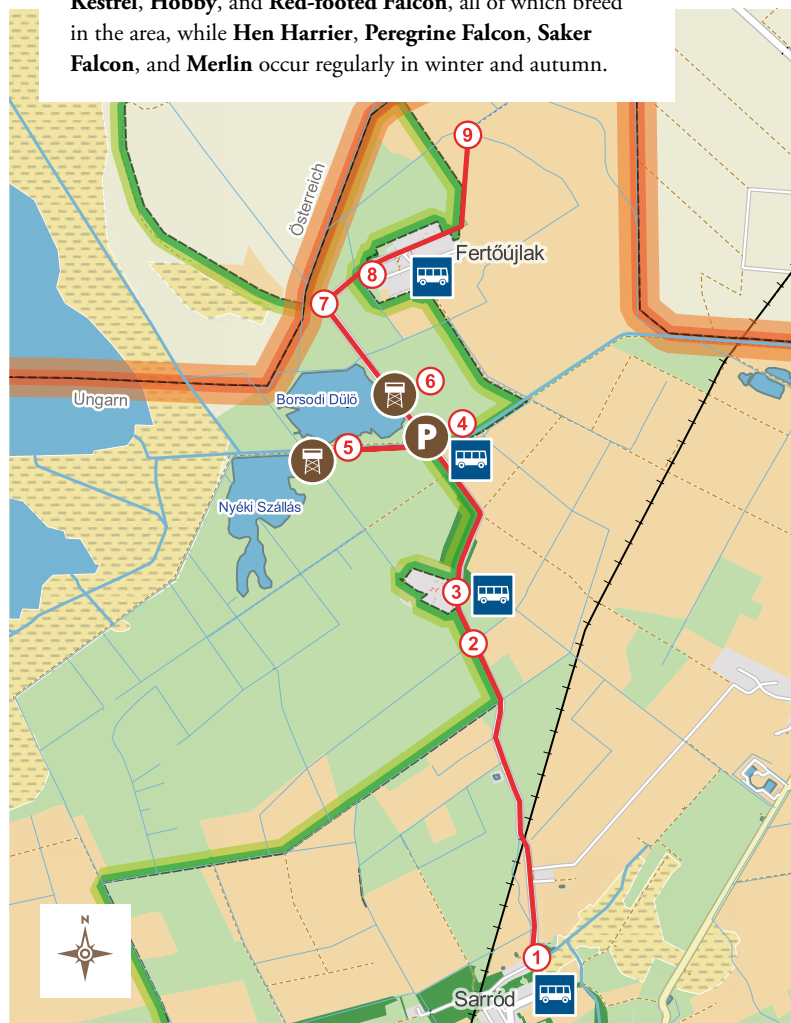 Kestrel, Hobby, and Red-footed Falcon, all of which breed
in the area, while Hen Harrier, Peregrine Falcon, Saker
Falcon, and Merlin occur regularly in winter and autumn.
9
Österreich
Fertőújlak
8
7
6
Borsodi Dülö
Ungarn
4
P
5
Nyéki Szállás
3
2
N
1
Sarród